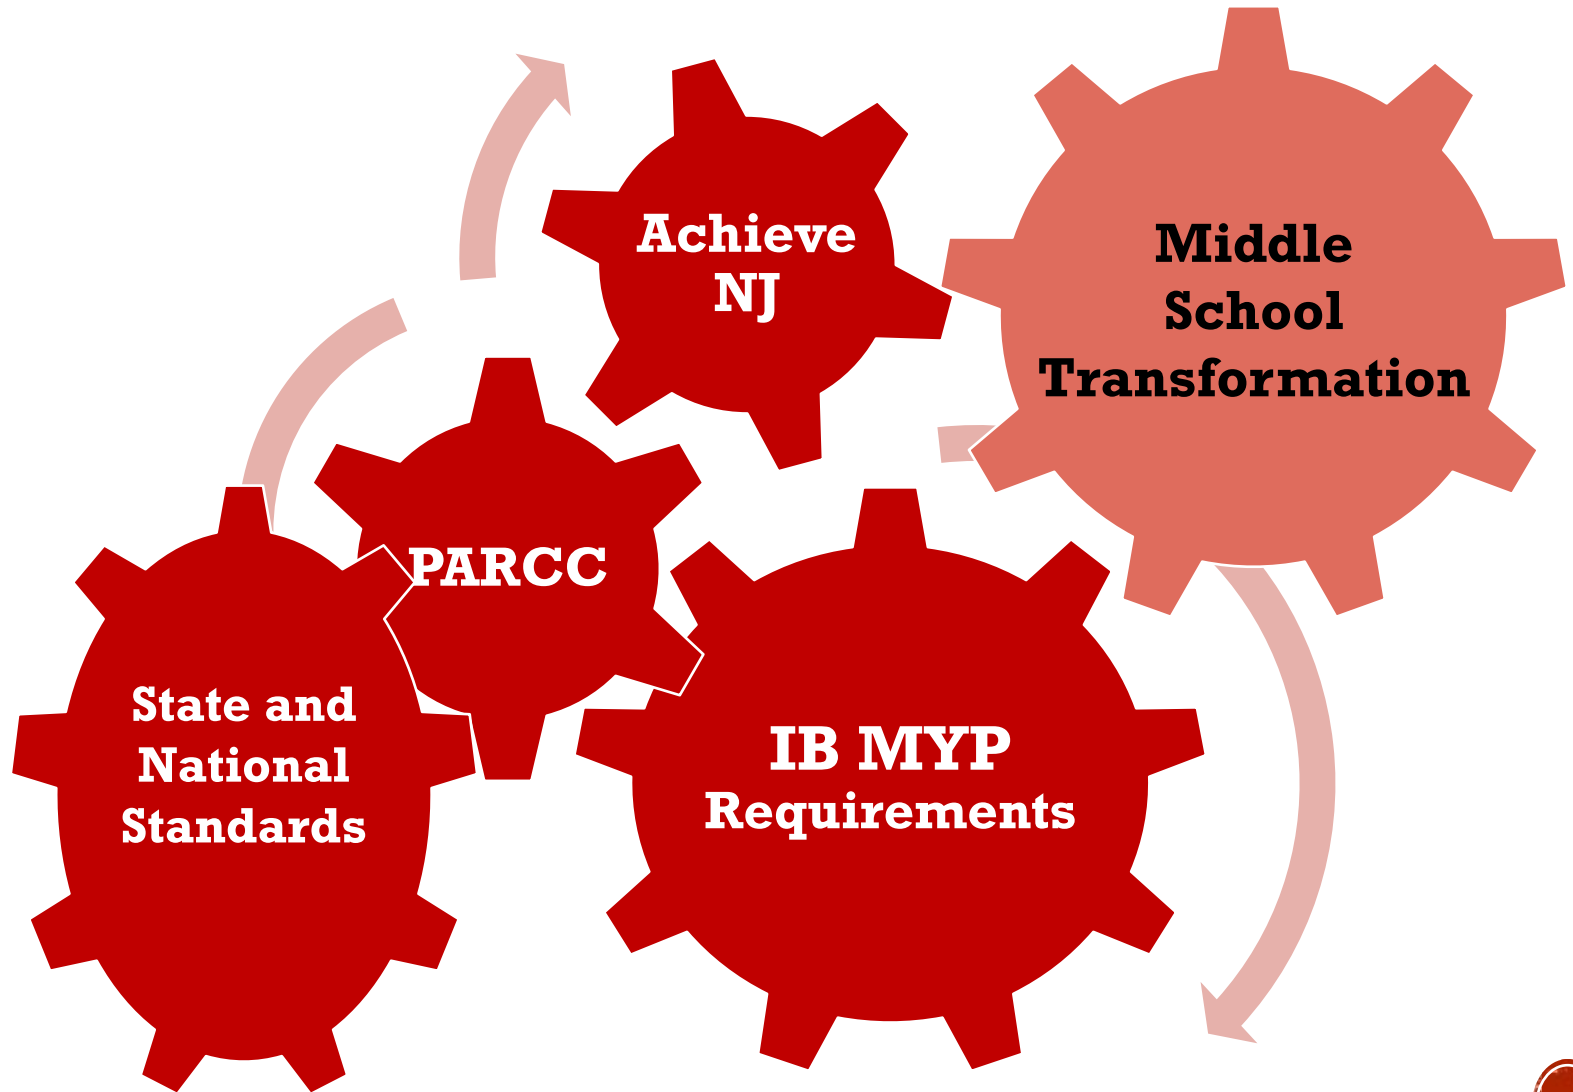 Achieve
NJ
Middle
School
Transformation
PARCC
State and
National
Standards
IB MYP
Requirements